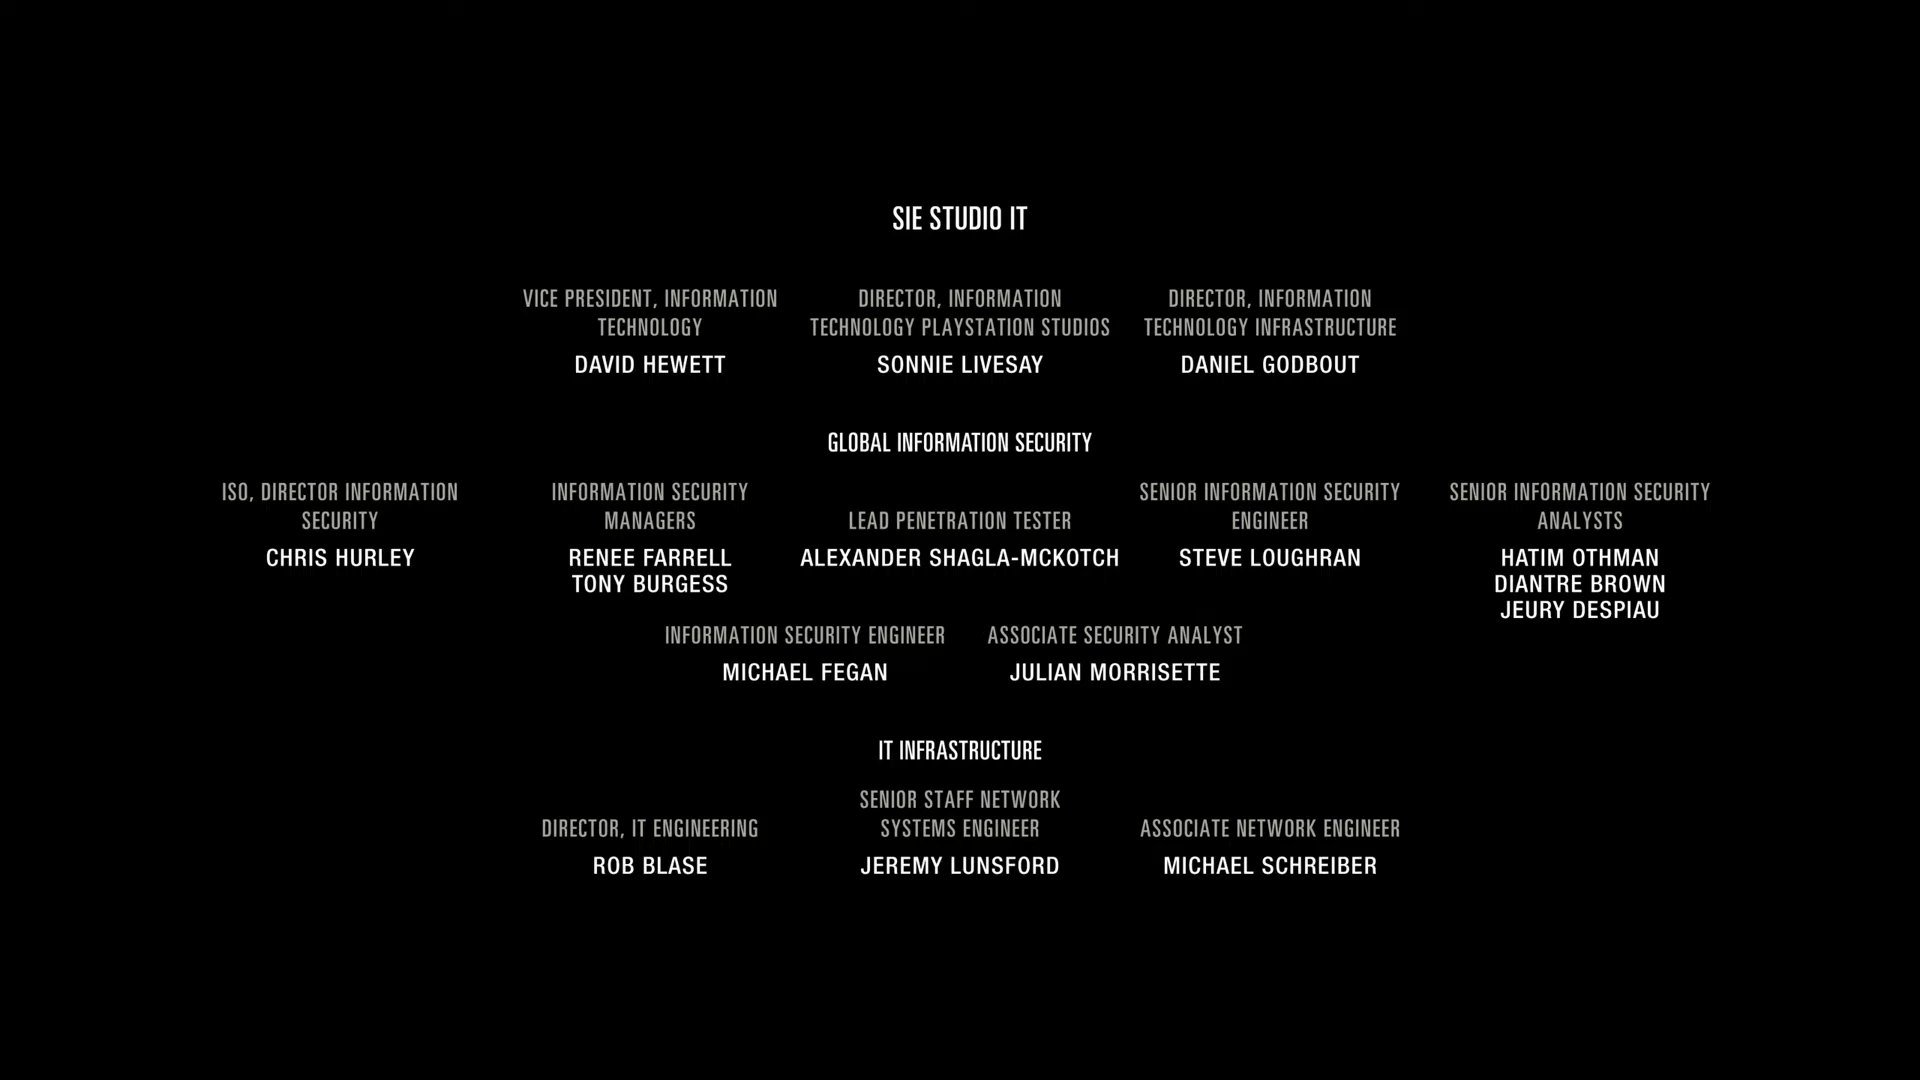 SIE STUDIO IT
VICE PRESIDENT, INFORMATION
TECHNOLOGY
DAVID HEWETT
DIRECTOR, INFORMATION
TECHNOLOGY PLAYSTATION STUDIOS
SONNIE LIVESAY
DIRECTOR, INFORMATION
TECHNOLOGY INFRASTRUCTURE
DANIEL GODBOUT
GLOBAL INFORMATION SECURITY
ISO, DIRECTOR INFORMATION
SECURITY
CHRIS HURLEY
INFORMATION SECURITY
MANAGERS
RENEE FARRELL
TONY BURGESS
LEAD PENETRATION TESTER
ALEXANDER SHAGLA-MCKOTCH
SENIOR INFORMATION SECURITY
ENGINEER
STEVE LOUGHRAN
SENIOR INFORMATION SECURITY
ANALYSTS
HATIM OTHMAN
DIANTRE BROWN
JEURY DESPIAU
INFORMATION SECURITY ENGINEER
MICHAEL FEGAN
ASSOCIATE SECURITY ANALYST
JULIAN MORRISETTE
IT INFRASTRUCTURE
DIRECTOR, IT ENGINEERING
ROB BLASE
SENIOR STAFF NETWORK
SYSTEMS ENGINEER
JEREMY LUNSFORD
ASSOCIATE NETWORK ENGINEER
MICHAEL SCHREIBER